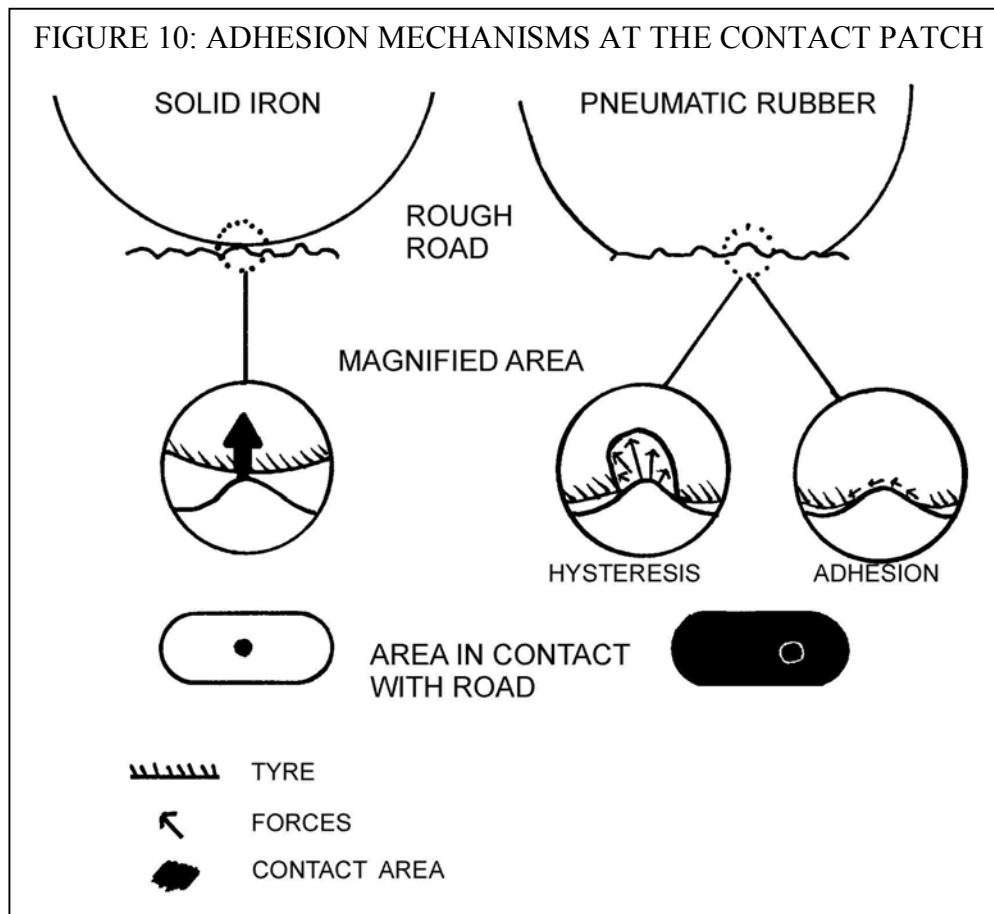 FIGURE 10: ADHESION MECHANISMS AT THE CONTACT PATCH
SOLID IRON
PNEUMATIC RUBBER
ROUGH
ROAD
MAGNIFIED AREA
HYSTERESIS
ADHESION
AREA IN CONTACT
WITH ROAD
TYRE
FORCES
CONTACT AREA